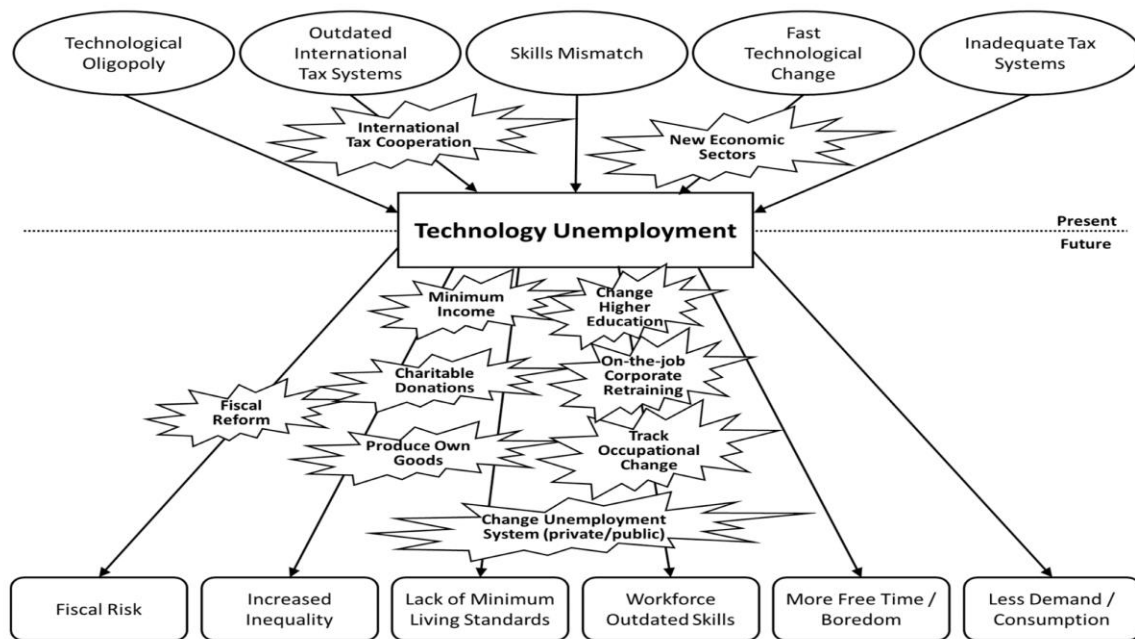 Technological
Oligopoly
Outdated
International
Tax Systems
Skills Mismatch
Fast
Technological
Change
Inadequate Tax
Systems
International
Tax Cooperation
New Economic
Sectors
Technology Unemployment
Present
Future
Minimum
Income
Change
Higher
Education
Charitable
Donations
On-the-job
Corporate
Retraining
Fiscal
Reform
Produce Own
Goods
Track
Occupational
Change
Change Unemployment
System (private/public)
Fiscal Risk
Increased
Inequality
Lack of Minimum
Living Standards
Workforce
Outdated Skills
More Free Time /
Boredom
Less Demand /
Consumption